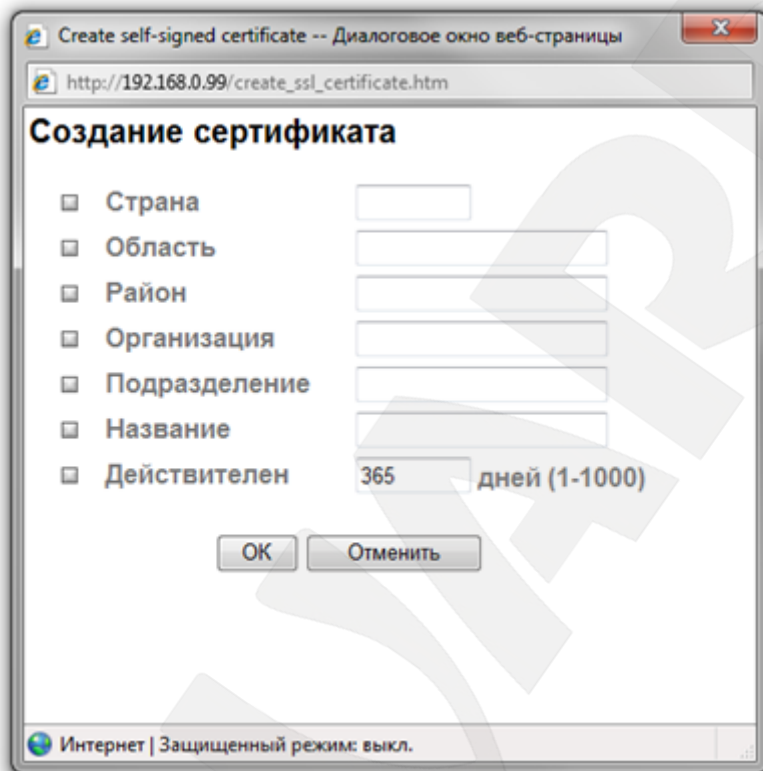 Create self-signed certificate -- Диалоговое окно веб-страницы
http://192.168.0.99/create_ssl_certificate.htm
Создание сертификата
Страна
Область
Район
Организация
Подразделение
Название
Действителен 365 дней (1-1000)
OK Отменить
Интернет | Защищенный режим: выкл.